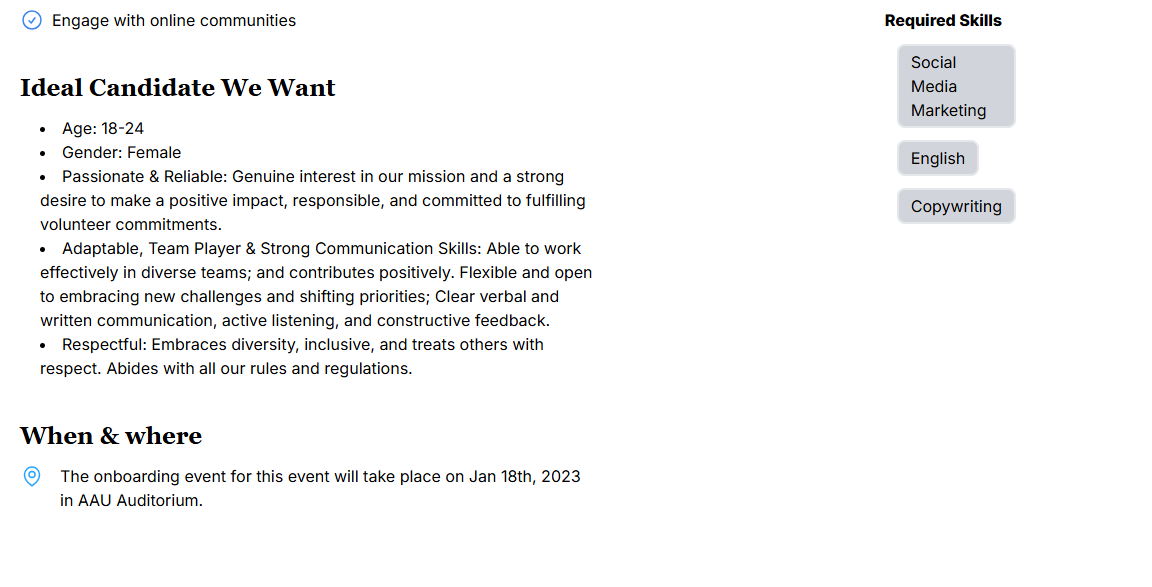 Engage with online communities
Ideal Candidate We Want
• Age: 18-24
• Gender: Female
• Passionate & Reliable: Genuine interest in our mission and a strong
desire to make a positive impact, responsible, and committed to fulfilling
volunteer commitments.
• Adaptable, Team Player & Strong Communication Skills: Able to work
effectively in diverse teams; and contributes positively. Flexible and open
to embracing new challenges and shifting priorities; Clear verbal and
written communication, active listening, and constructive feedback.
• Respectful: Embraces diversity, inclusive, and treats others with
respect. Abides with all our rules and regulations.
When & where
The onboarding event for this event will take place on Jan 18th, 2023
in AAU Auditorium.
Required Skills
Social
Media
Marketing
English
Copywriting